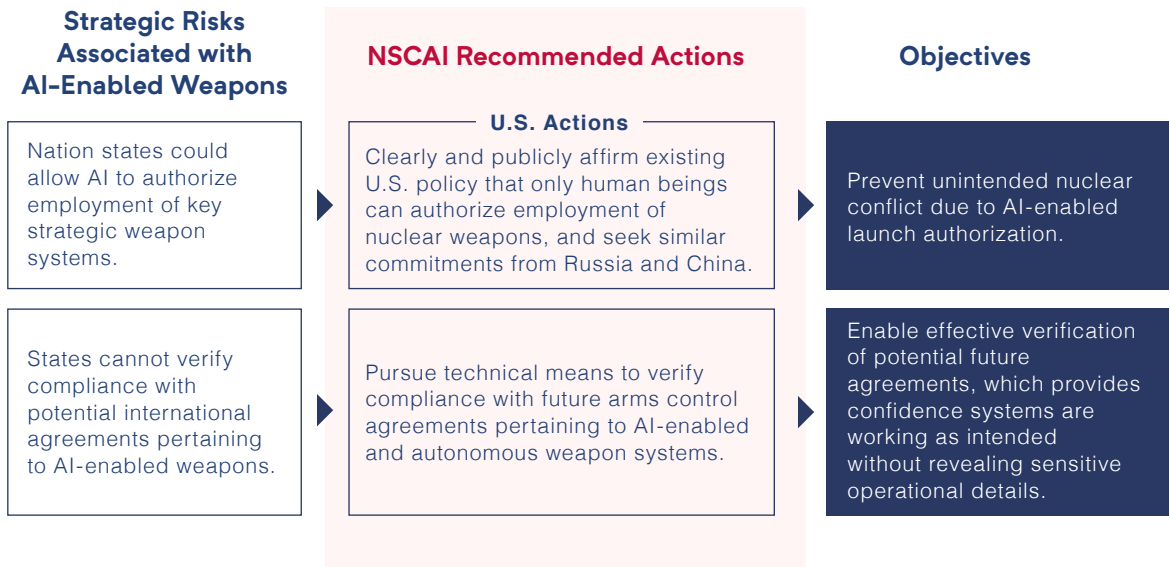 Strategic Risks
Associated with
AI-Enabled Weapons
NSCAI Recommended Actions
Objectives
Nation states could
allow AI to authorize
employment of key
strategic weapon
systems.
U.S. Actions
Clearly and publicly affirm existing
U.S. policy that only human beings
can authorize employment of
nuclear weapons, and seek similar
commitments from Russia and China.
Prevent unintended nuclear
conflict due to AI-enabled
launch authorization.
States cannot verify
compliance with
potential international
agreements pertaining
to AI-enabled weapons.
Pursue technical means to verify
compliance with future arms control
agreements pertaining to AI-enabled
and autonomous weapon systems.
Enable effective verification
of potential future
agreements, which provides
confidence systems are
working as intended
without revealing sensitive
operational details.